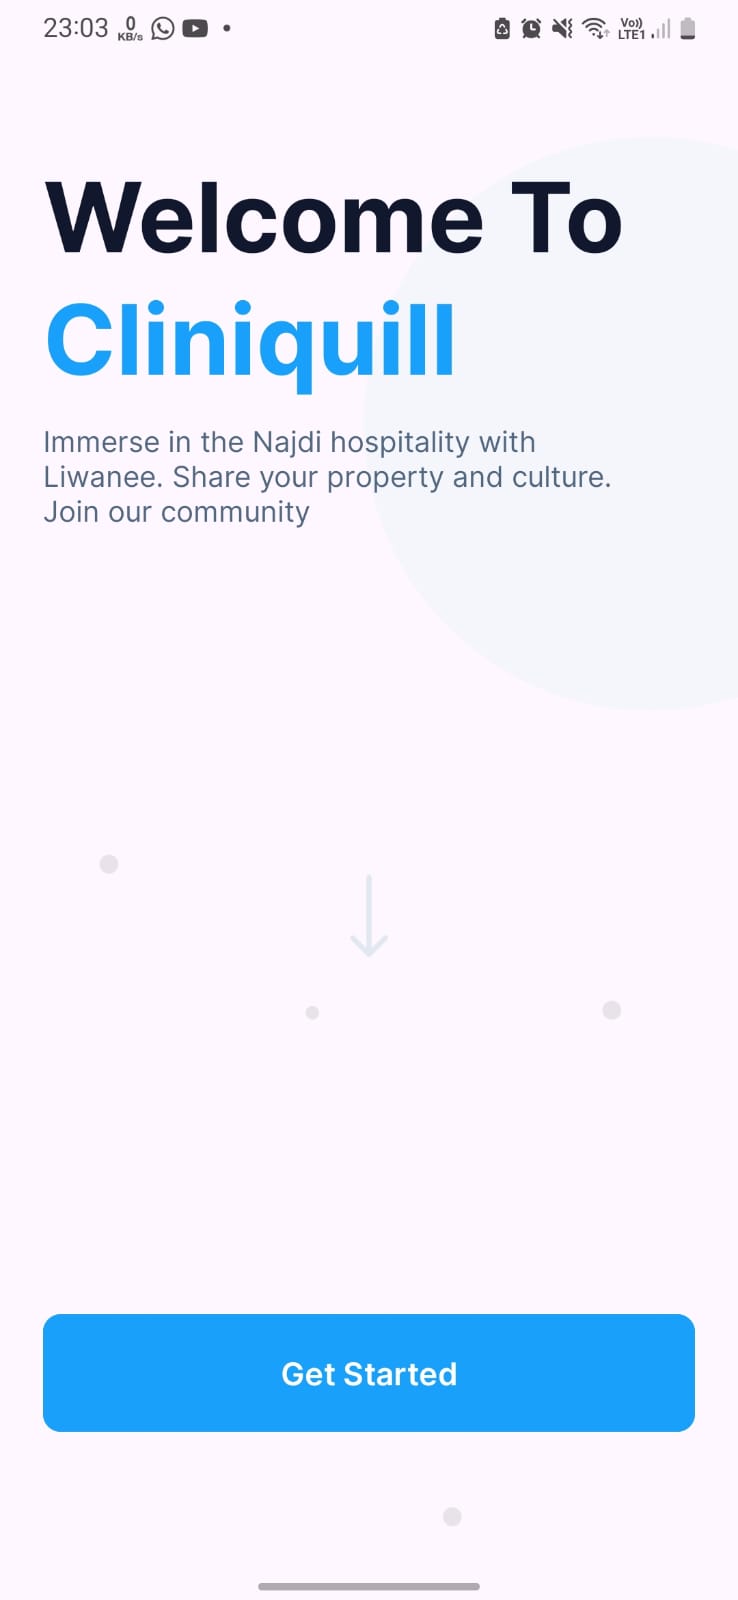 23:03 0 KB/s Vo)) LTE1
Welcome To
Cliniquill
Immerse in the Najdi hospitality with
Liwanee. Share your property and culture.
Join our community
Get Started